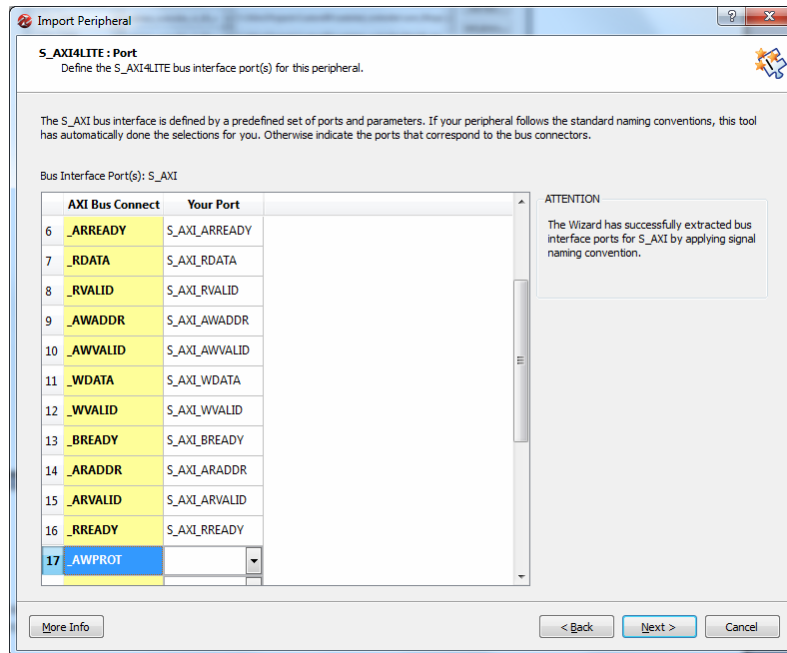 Import Peripheral
S_AXI4LITE : Port
Define the S_AXI4LITE bus interface port(s) for this peripheral.
The S_AXI bus interface is defined by a predefined set of ports and parameters. If your peripheral follows the standard naming conventions, this tool
has automatically done the selections for you. Otherwise indicate the ports that correspond to the bus connectors.
Bus Interface Port(s): S_AXI
AXI Bus Connect Your Port
6 _ARREADY S_AXI_ARREADY
7 _RDATA S_AXI_RDATA
8 _RVALID S_AXI_RVALID
9 _AWADDR S_AXI_AWADDR
10 _AWVALID S_AXI_AWVALID
11 _WDATA S_AXI_WDATA
12 _WVALID S_AXI_WVALID
13 _BREADY S_AXI_BREADY
14 _ARADDR S_AXI_ARADDR
15 _ARVALID S_AXI_ARVALID
16 _RREADY S_AXI_RREADY
17 _AWPROT
ATTENTION
The Wizard has successfully extracted bus
interface ports for S_AXI by applying signal
naming convention.
More Info
< Back
Next >
Cancel